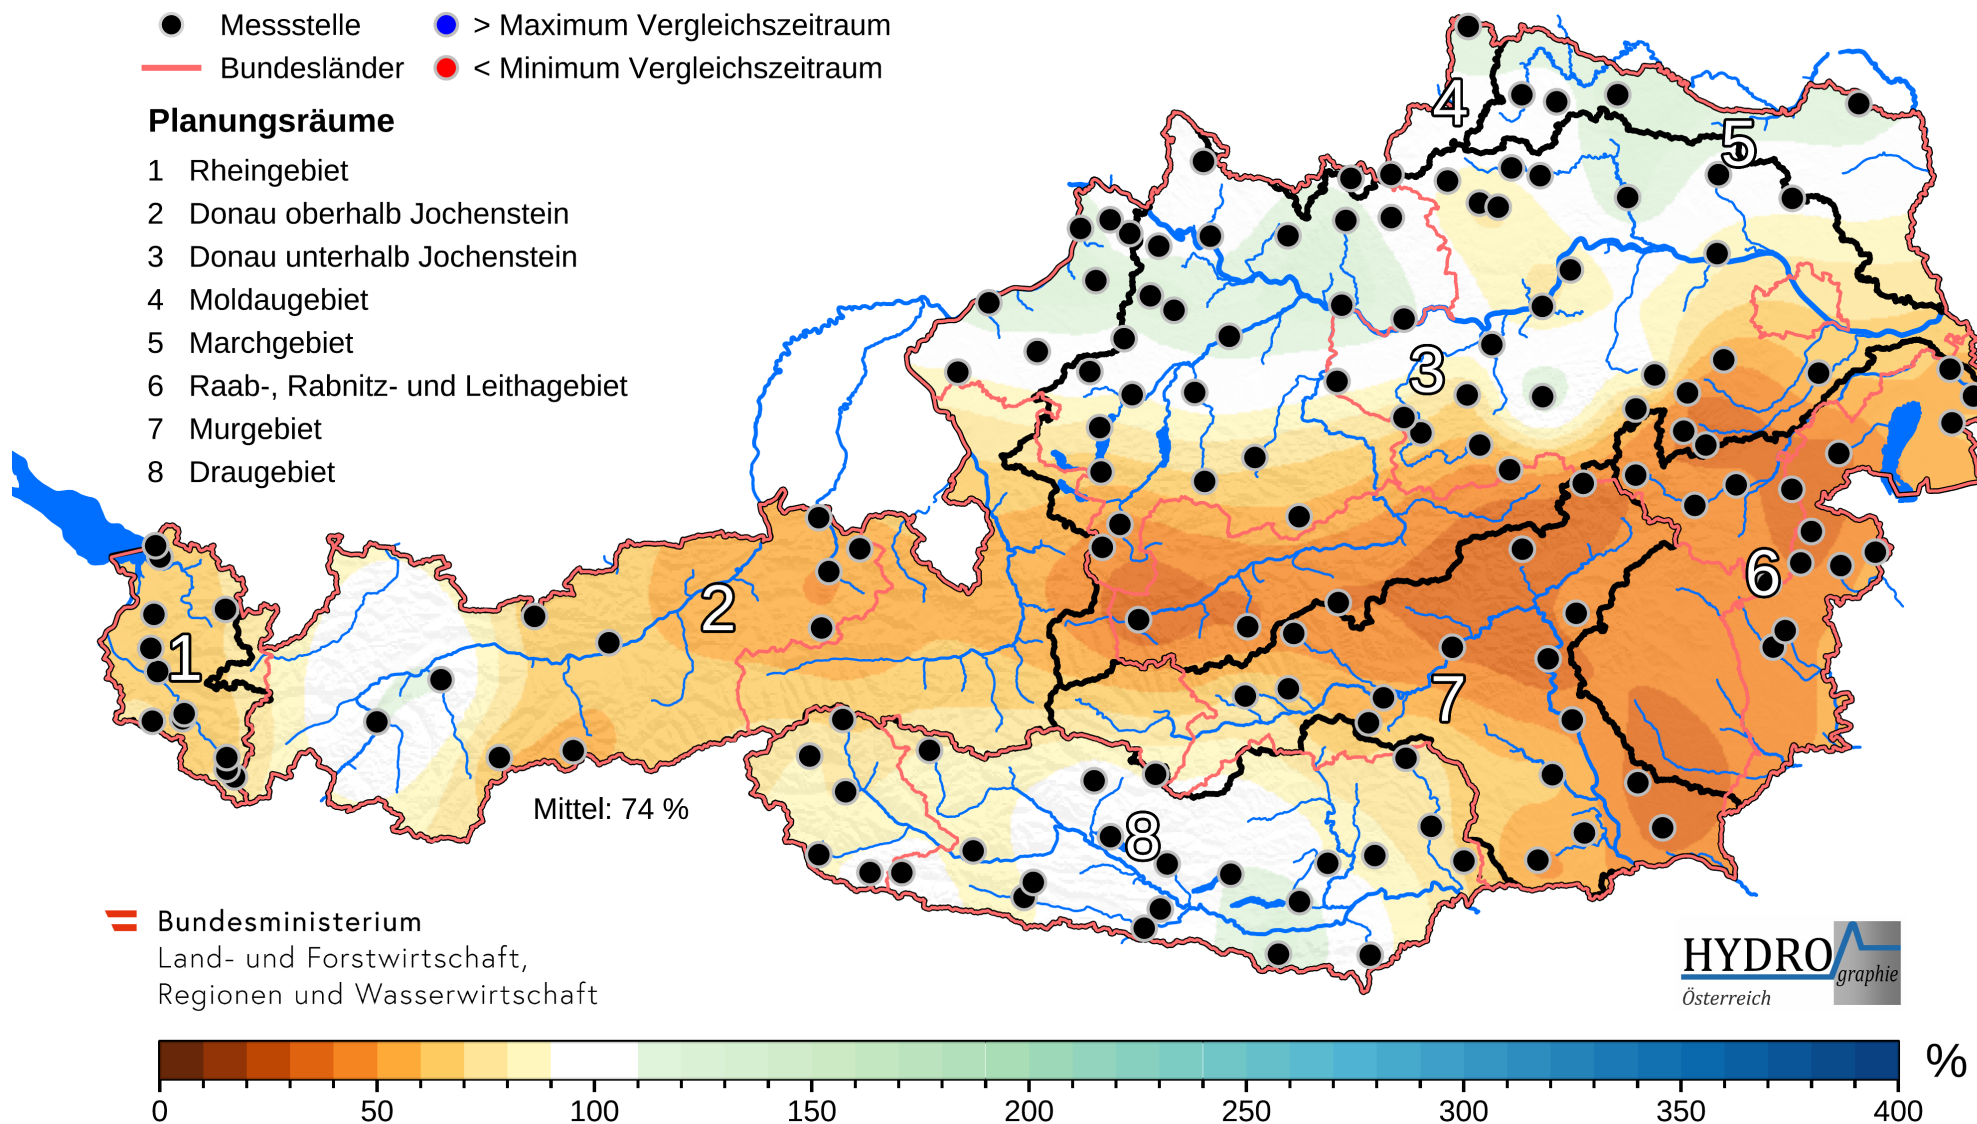 Messstelle
> Maximum Vergleichszeitraum
Bundesländer
< Minimum Vergleichszeitraum
Planungsräume
1 Rheingebiet
2 Donau oberhalb Jochenstein
3 Donau unterhalb Jochenstein
4 Moldaugebiet
5 Marchgebiet
6 Raab-, Rabnitz- und Leithagebiet
7 Murgebiet
8 Draugebiet
4
5
3
2
6
1
7
8
Mittel: 74 %
Bundesministerium
Land- und Forstwirtschaft,
Regionen und Wasserwirtschaft
HYDRO
graphie
Österreich
%
0 50 100 150 200 250 300 350 400